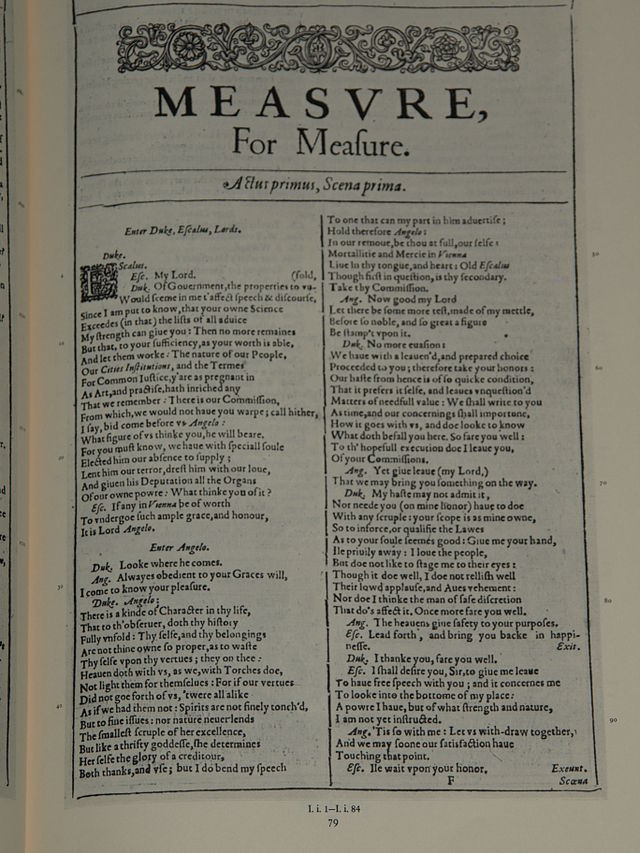 MEASVRE,
For Meaſure.
Actus primus, Scena prima.
Enter Duke, Eſcalus, Lords.
Duke.
EScalus.
Eſc. My Lord. (fold,
Duk. Of Gouernment, the properties to vn-
Would ſeeme in me t'affect ſpeech & diſcourſe,
Since I am put to know, that your owne Science
Exceedes (in that) the liſts of all aduice
My ſtrength can giue you: Then no more remaines
But that, to your ſufficiency, as your worth is able,
And let them worke: The nature of our People,
Our Cities Inſtitutions, and the Termes
For Common Iuſtice, y'are as pregnant in
As Art, and practiſe, hath inriched any
That we remember: There is our Commiſſion,
From which, we would not haue you warpe; call hither,
I ſay, bid come before vs Angelo:
What figure of vs thinke you, he will beare.
For you muſt know, we haue with ſpeciall ſoule
Elected him our abſence to ſupply;
Lent him our terror, dreſt him with our loue,
And giuen his Deputation all the Organs
Of our owne powre: What thinke you of it?
Eſc. If any in Vienna be of worth
To vndergoe ſuch ample grace, and honour,
It is Lord Angelo.
Enter Angelo.
Duk. Looke where he comes.
Ang. Alwayes obedient to your Graces will,
I come to know your pleaſure.
Duke. Angelo:
There is a kinde of Character in thy life,
That to th'obſeruer, doth thy hiſtory
Fully vnfold: Thy ſelfe, and thy belongings
Are not thine owne ſo proper, as to waſte
Thy ſelfe vpon thy vertues; they on thee:
Heauen doth with vs, as we, with Torches doe,
Not light them for themſelues: For if our vertues
Did not goe forth of vs, 'twere all alike
As if we had them not: Spirits are not finely touch'd,
But to fine iſſues: nor nature neuer lends
The ſmalleſt ſcruple of her excellence,
But like a thrifty goddeſſe, ſhe determines
Her ſelfe the glory of a creditour,
Both thanks, and vſe; but I do bend my ſpeech
To one that can my part in him aduertiſe;
Hold therefore Angelo:
In our remoue, be thou at full, our ſelfe:
Mortallitie and Mercie in Vienna
50
Liue in thy tongue, and heart: Old Eſcalus
Though firſt in queſtion, is thy ſecondary.
Take thy Commiſſion.
Ang. Now good my Lord
Let there be ſome more teſt, made of my mettle,
Before ſo noble, and ſo great a figure
Be ſtamp't vpon it.
Duk. No more euaſion:
We haue with a leauen'd, and prepared choice
Proceeded to you; therefore take your honors:
60
Our haſte from hence is of ſo quicke condition,
That it prefers it ſelfe, and leaues vnqueſtion'd
Matters of needfull value: We ſhall write to you
As time, and our concernings ſhall importune,
How it goes with vs, and doe looke to know
What doth befall you here. So fare you well:
To th' hopefull execution doe I leaue you,
Of your Commiſſions.
Ang. Yet giue leaue (my Lord,)
That we may bring you ſomething on the way.
70
Duk. My haſte may not admit it,
Nor neede you (on mine honor) haue to doe
With any ſcruple: your ſcope is as mine owne,
So to inforce, or qualifie the Lawes
As to your ſoule ſeemes good: Giue me your hand,
Ile priuily away: I loue the people,
But doe not like to ſtage me to their eyes:
Though it doe well, I doe not relliſh well
Their lowd applauſe, and Aues vehement:
Nor doe I thinke the man of ſafe diſcretion
80
That do's affect it. Once more fare you well.
Ang. The heauens giue ſafety to your purpoſes.
Eſc. Lead forth, and bring you backe in happi-
neſſe. Exit.
Duk. I thanke you, fare you well.
Eſc. I ſhall deſire you, Sir, to giue me leaue
To haue free ſpeech with you; and it concernes me
To looke into the bottome of my place:
A powre I haue, but of what ſtrength and nature,
I am not yet inſtructed.
90
Ang. 'Tis ſo with me: Let vs with-draw together,
And we may ſoone our ſatisfaction haue
Touching that point.
Eſc. Ile wait vpon your honor. Exeunt.
F Scœna
I. i. 1–I. i. 84
79